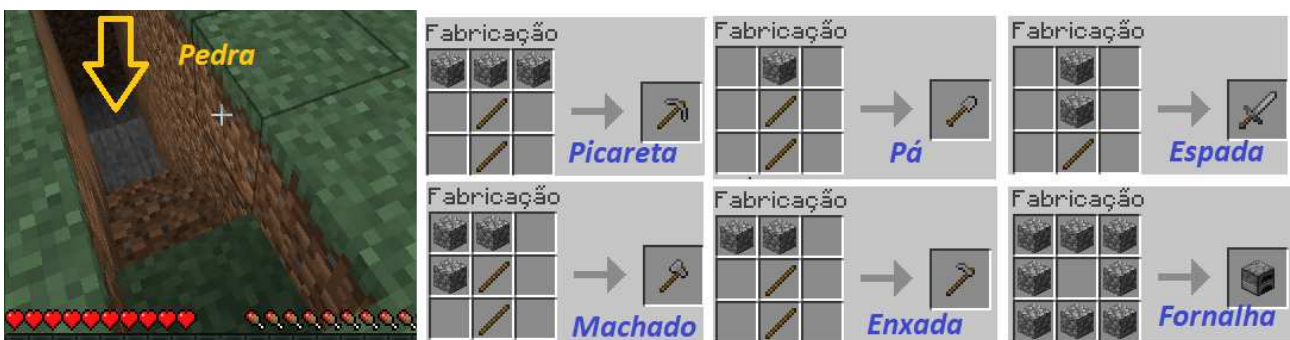 Pedra
Fabricação
Picareta
Fabricação
Pá
Fabricação
Espada
Fabricação
Machado
Fabricação
Enxada
Fabricação
Fornalha